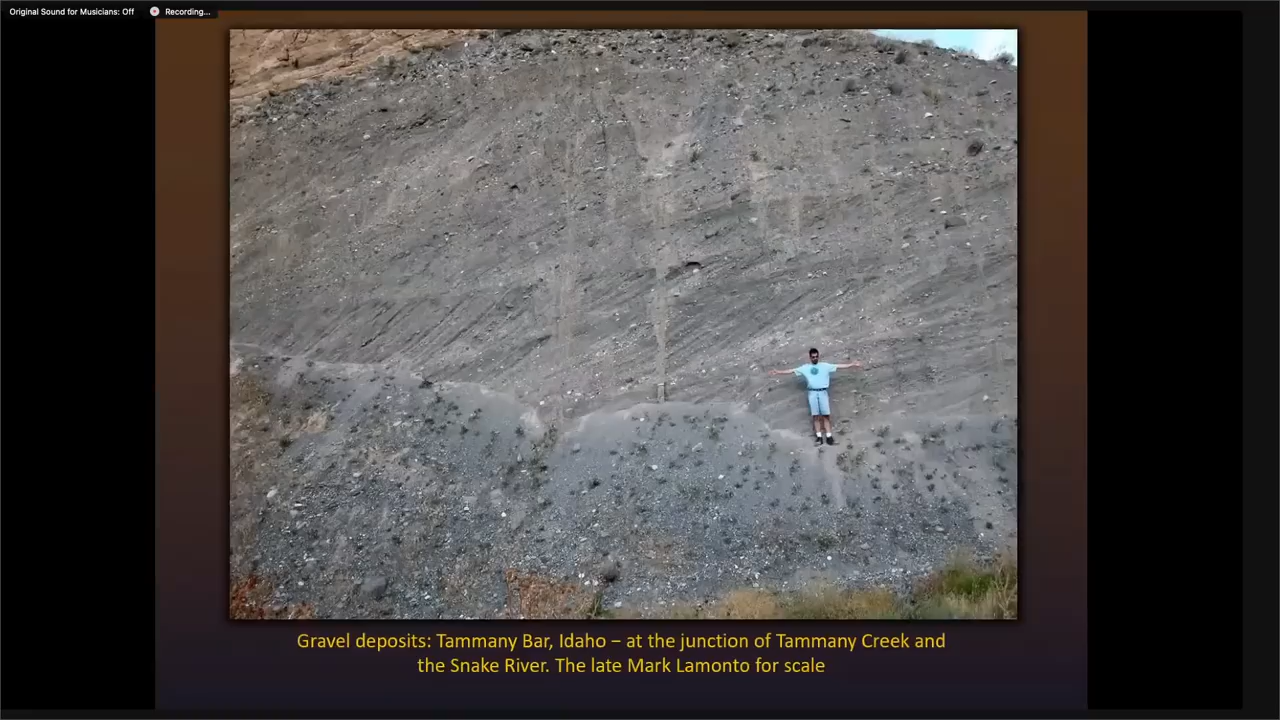 Original Sound for Musicians: Off
Recording...
Gravel deposits: Tammany Bar, Idaho – at the junction of Tammany Creek and
the Snake River. The late Mark Lamonto for scale